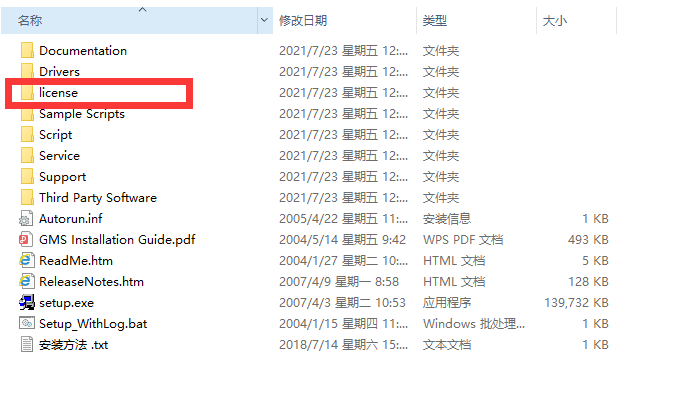 名称 修改日期 类型 大小
Documentation 2021/7/23 星期五 12:... 文件夹
Drivers 2021/7/23 星期五 12:... 文件夹
license 2021/7/23 星期五 12:... 文件夹
Sample Scripts 2021/7/23 星期五 12:... 文件夹
Script 2021/7/23 星期五 12:... 文件夹
Service 2021/7/23 星期五 12:... 文件夹
Support 2021/7/23 星期五 12:... 文件夹
Third Party Software 2021/7/23 星期五 12:... 文件夹
Autorun.inf 2005/4/22 星期五 11:... 安装信息 1 KB
GMS Installation Guide.pdf 2004/5/14 星期五 9:42 WPS PDF 文档 493 KB
ReadMe.htm 2004/1/27 星期二 10:... HTML 文档 5 KB
ReleaseNotes.htm 2007/4/9 星期一 8:58 HTML 文档 128 KB
setup.exe 2007/4/3 星期二 10:53 应用程序 139,732 KB
Setup_WithLog.bat 2004/1/15 星期四 11:... Windows 批处理... 1 KB
安装方法 .txt 2018/7/14 星期六 15:... 文本文档 1 KB